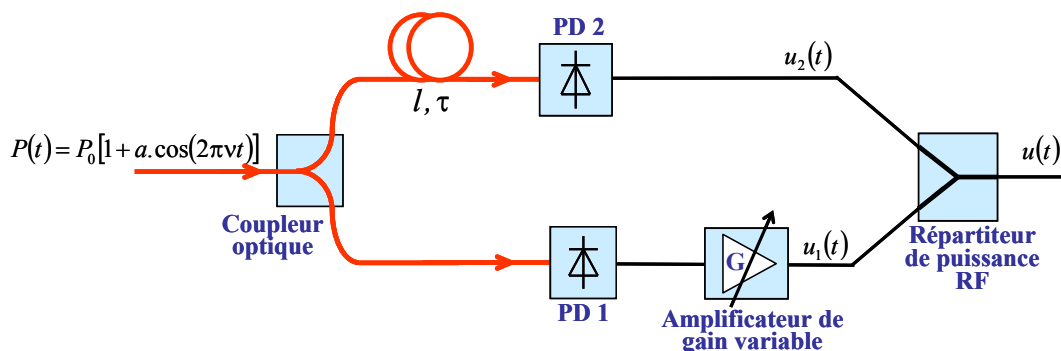 PD 2
u₂(t)
l, τ
P(t) = P₀[1+ a.cos(2πνt)]
u(t)
Coupleur
optique
Répartiteur
de puissance
RF
G
u₁(t)
PD 1
Amplificateur de
gain variable